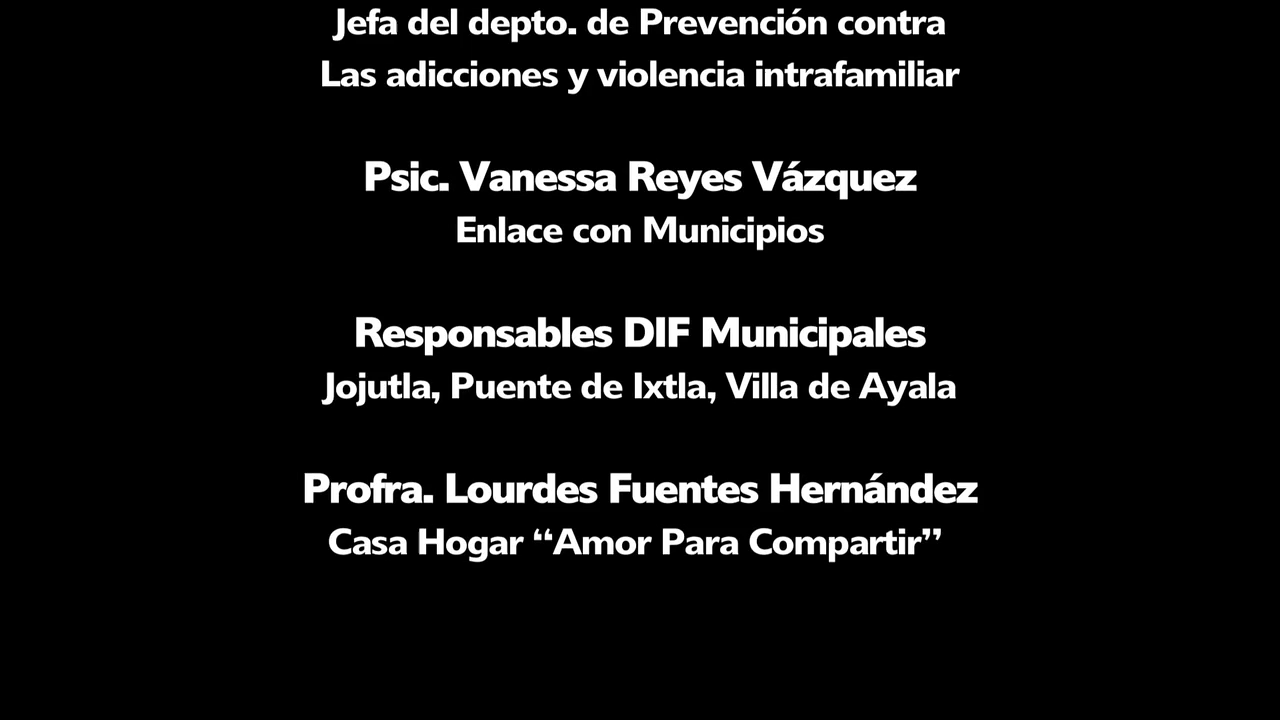 Jefa del depto. de Prevención contra
Las adicciones y violencia intrafamiliar
Psic. Vanessa Reyes Vázquez
Enlace con Municipios
Responsables DIF Municipales
Jojutla, Puente de Ixtla, Villa de Ayala
Profra. Lourdes Fuentes Hernández
Casa Hogar “Amor Para Compartir”